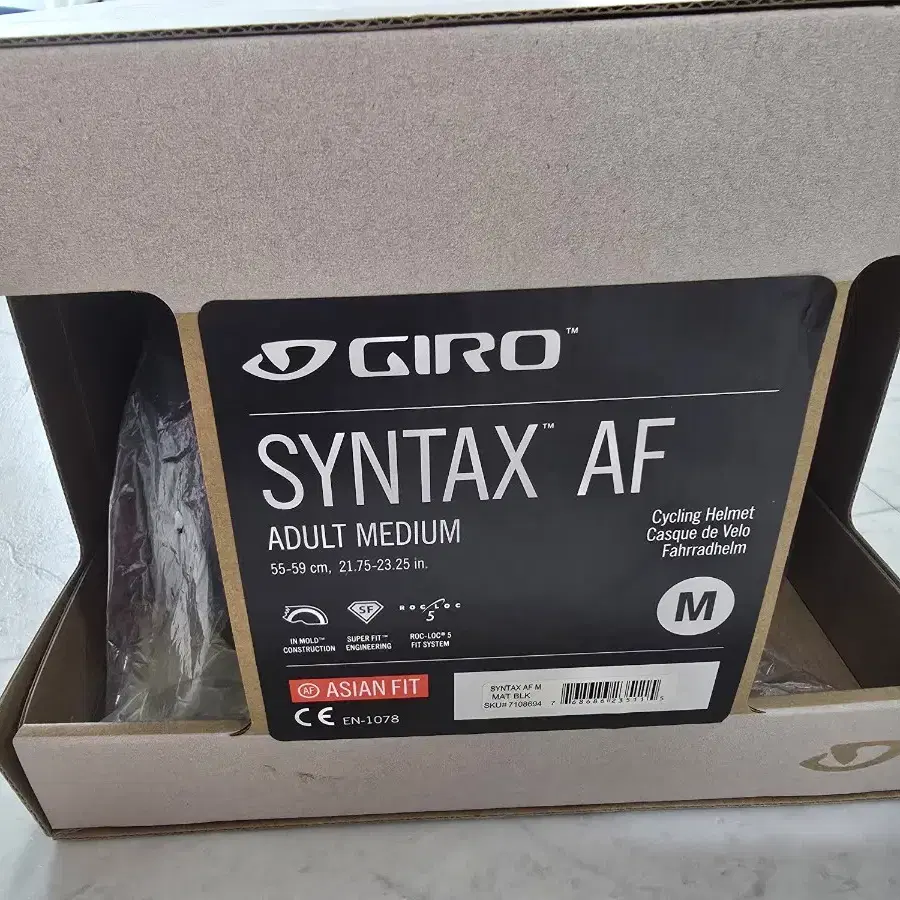 GIRO™
SYNTAX™ AF
ADULT MEDIUM
55-59 cm, 21.75-23.25 in.
Cycling Helmet
Casque de Velo
Fahrradhelm
M
SF
ROC LOC
5
IN MOLD™
CONSTRUCTION
SUPER FIT™
ENGINEERING
ROC-LOC® 5
FIT SYSTEM
AF ASIAN FIT
CE EN-1078
SYNTAX AF M
MAT BLK
SKU# 7108694